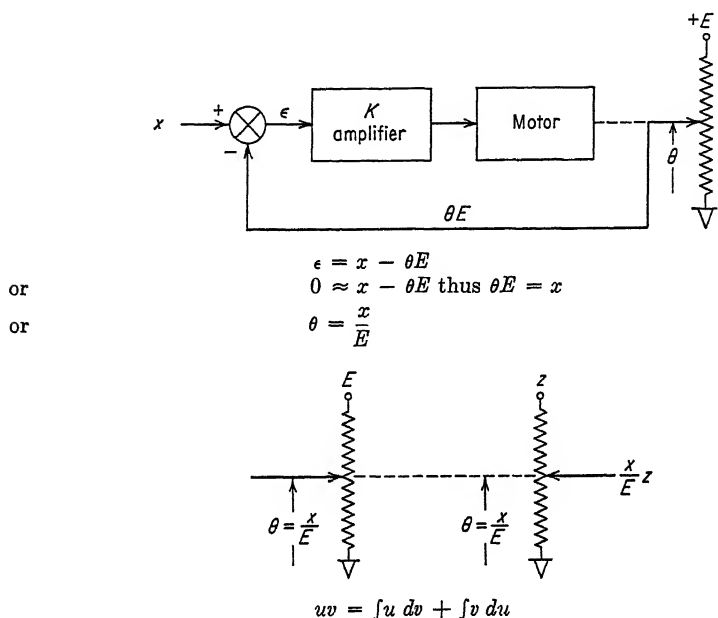 +E
x
+
ϵ
K
amplifier
Motor
−
θ
θE
ϵ = x − θE
or 0 ≈ x − θE thus θE = x
or θ = x/E
E
z
θ = x/E
θ = x/E
x/E z
uv = ∫u dv + ∫v du